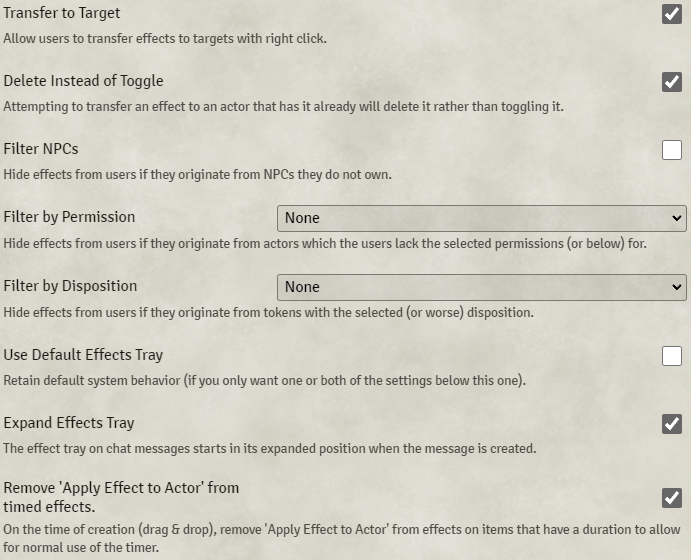 Transfer to Target
Allow users to transfer effects to targets with right click.
Delete Instead of Toggle
Attempting to transfer an effect to an actor that has it already will delete it rather than toggling it.
Filter NPCs
Hide effects from users if they originate from NPCs they do not own.
Filter by Permission
None
Hide effects from users if they originate from actors which the users lack the selected permissions (or below) for.
Filter by Disposition
None
Hide effects from users if they originate from tokens with the selected (or worse) disposition.
Use Default Effects Tray
Retain default system behavior (if you only want one or both of the settings below this one).
Expand Effects Tray
The effect tray on chat messages starts in its expanded position when the message is created.
Remove 'Apply Effect to Actor' from
timed effects.
On the time of creation (drag & drop), remove 'Apply Effect to Actor' from effects on items that have a duration to allow
for normal use of the timer.